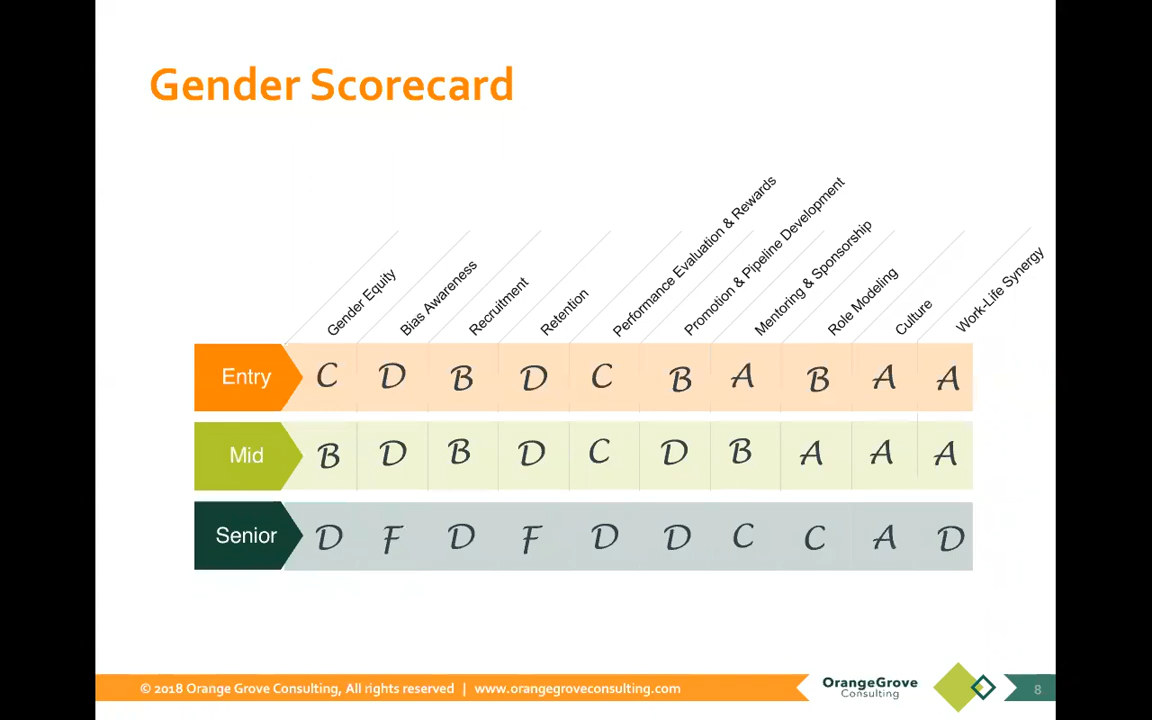 Gender Scorecard
Gender Equity
Bias Awareness
Recruitment
Retention
Performance Evaluation & Rewards
Promotion & Pipeline Development
Mentoring & Sponsorship
Role Modeling
Culture
Work-Life Synergy
Entry C D B D C B A B A A
Mid B D B D C D B A A A
Senior D F D F D D C C A D
© 2018 Orange Grove Consulting, All rights reserved | www.orangegroveconsulting.com
OrangeGrove
Consulting
8